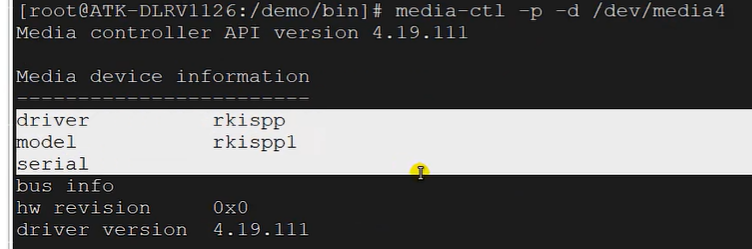 [root@ATK-DLRV1126:/demo/bin]# media-ctl -p -d /dev/media4
Media controller API version 4.19.111
Media device information
------------------------
driver          rkispp
model           rkispp1
serial
bus info
hw revision     0x0
driver version  4.19.111